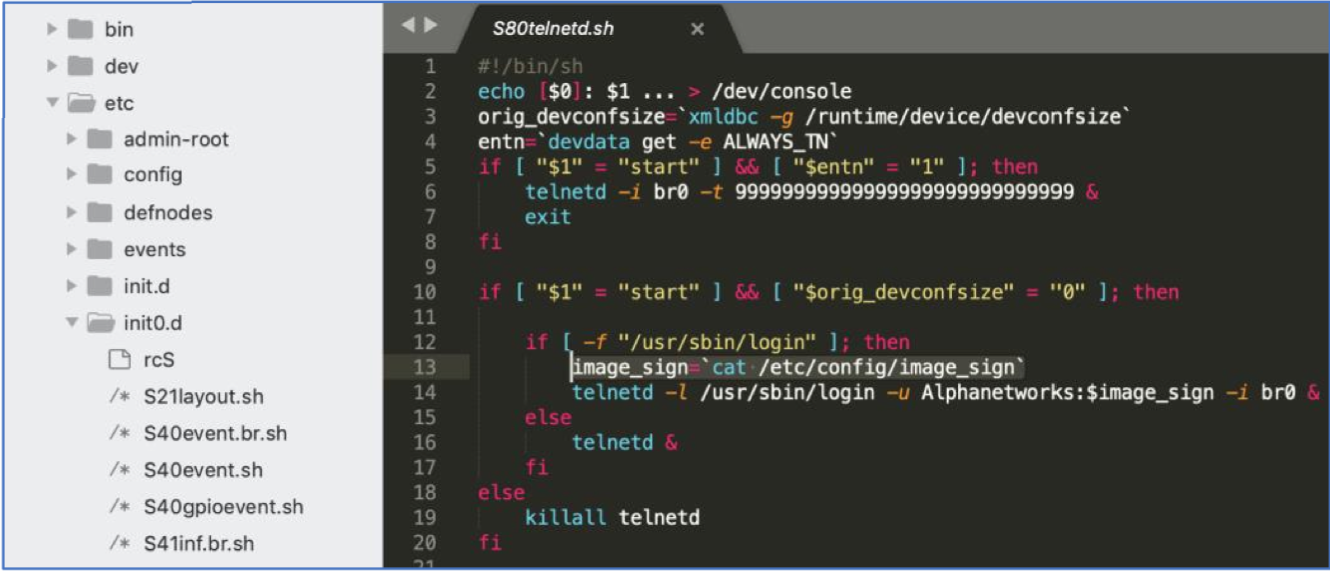 bin
dev
etc
admin-root
config
defnodes
events
init.d
init0.d
rcS
/* S21layout.sh
/* S40event.br.sh
/* S40event.sh
/* S40gpioevent.sh
/* S41inf.br.sh
S80telnetd.sh ×
1 #!/bin/sh
2 echo [$0]: $1 ... > /dev/console
3 orig_devconfsize=`xmldbc -g /runtime/device/devconfsize`
4 entn=`devdata get -e ALWAYS_TN`
5 if [ "$1" = "start" ] && [ "$entn" = "1" ]; then
6 telnetd -i br0 -t 99999999999999999999999999999 &
7 exit
8 fi
9
10 if [ "$1" = "start" ] && [ "$orig_devconfsize" = "0" ]; then
11
12 if [ -f "/usr/sbin/login" ]; then
13 image_sign=`cat /etc/config/image_sign`
14 telnetd -l /usr/sbin/login -u Alphanetworks:$image_sign -i br0 &
15 else
16 telnetd &
17 fi
18 else
19 killall telnetd
20 fi
21